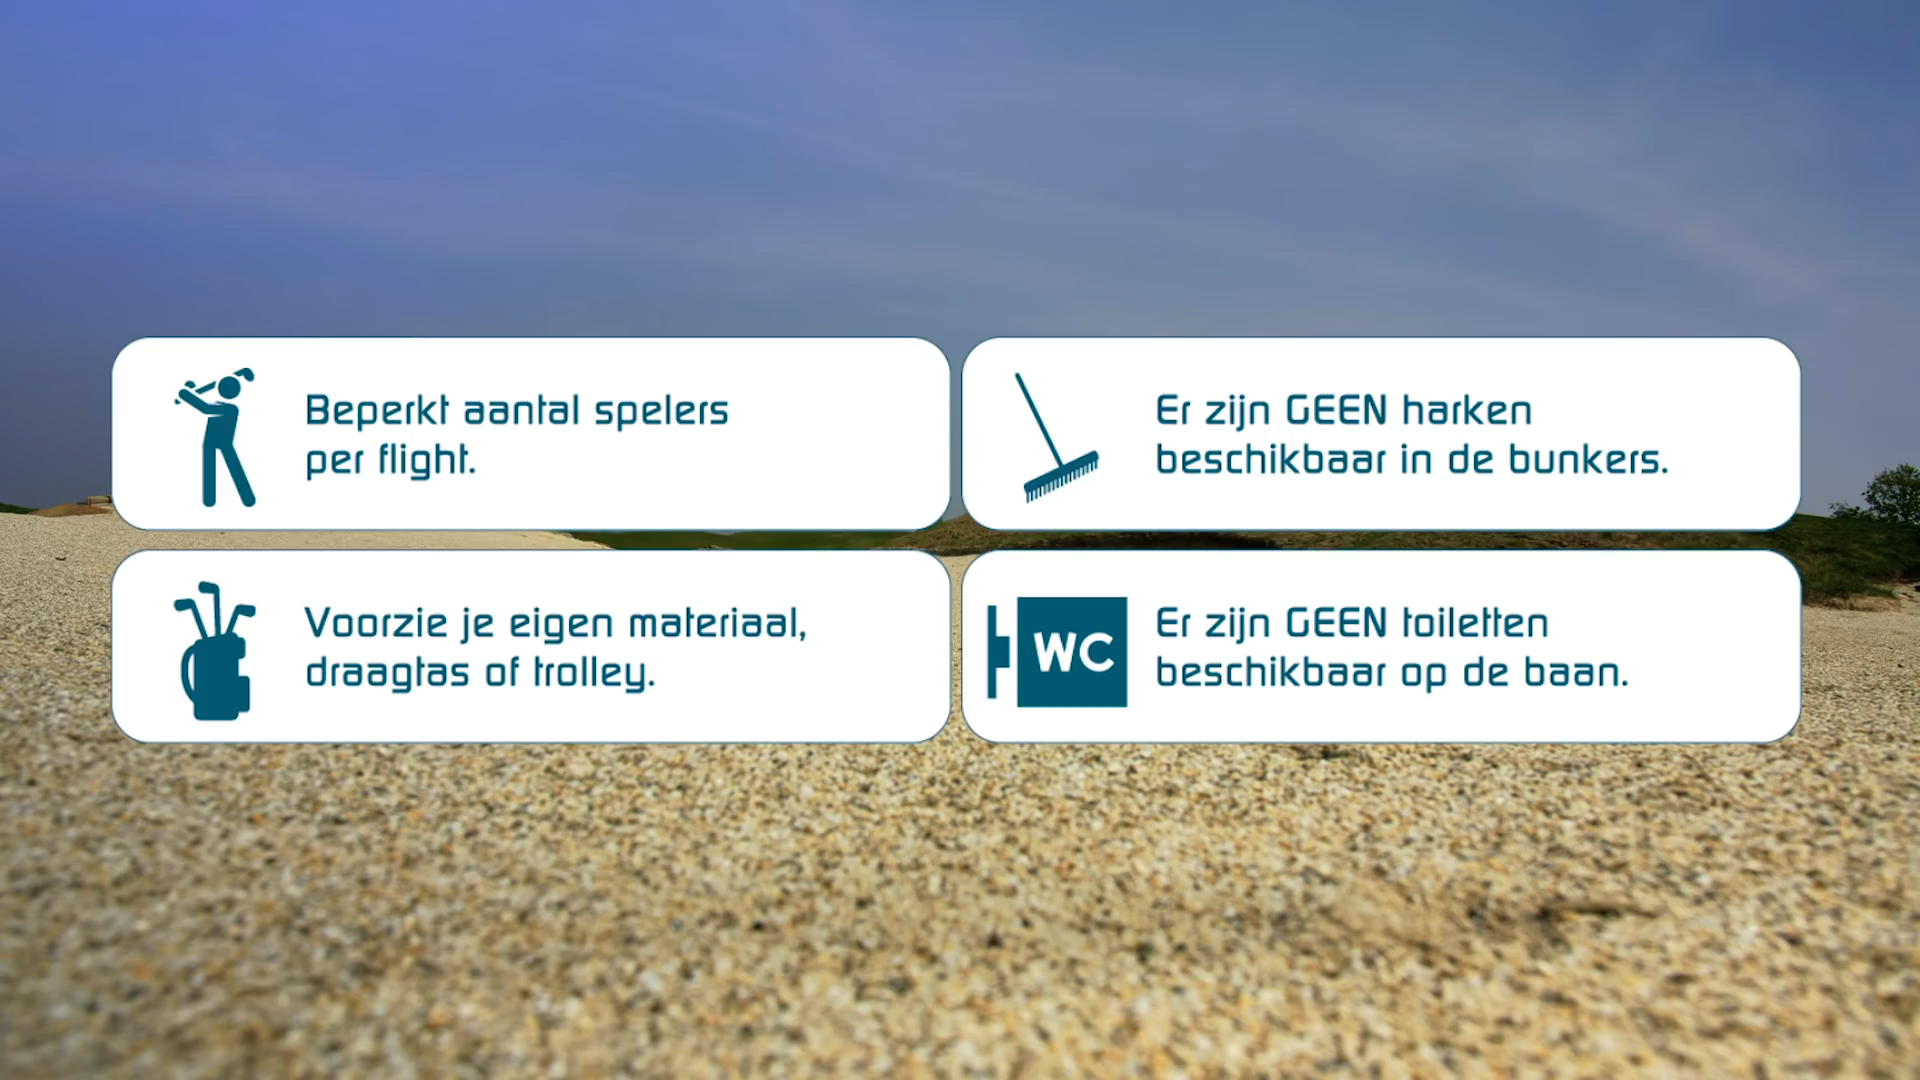 Beperkt aantal spelers
per flight.
Er zijn GEEN harken
beschikbaar in de bunkers.
Voorzie je eigen materiaal,
draagtas of trolley.
WC
Er zijn GEEN toiletten
beschikbaar op de baan.